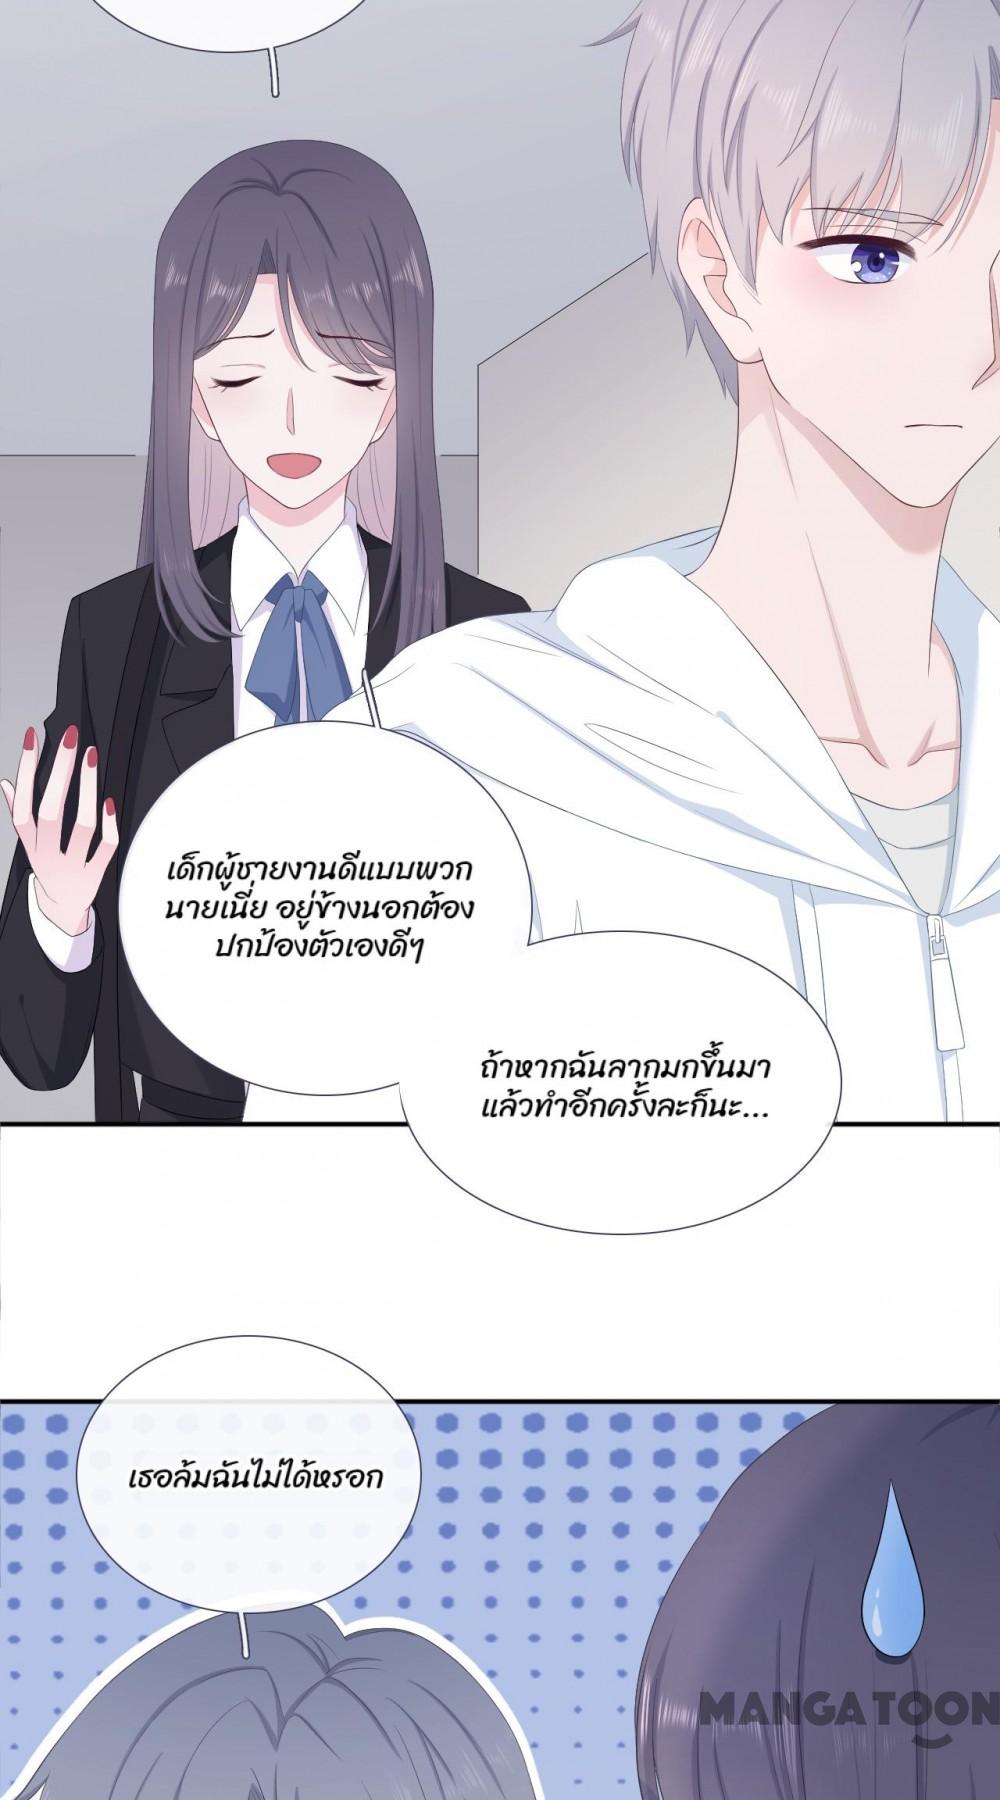 เด็กผู้ชายงานดีแบบพวก
นายเนี่ย อยู่ข้างนอกต้อง
ปกป้องตัวเองดีๆ
ถ้าหากฉันลากมกขึ้นมา
แล้วทำอีกครั้งละก็นะ...
เธอล้มฉันไม่ได้หรอก
MANGATOON